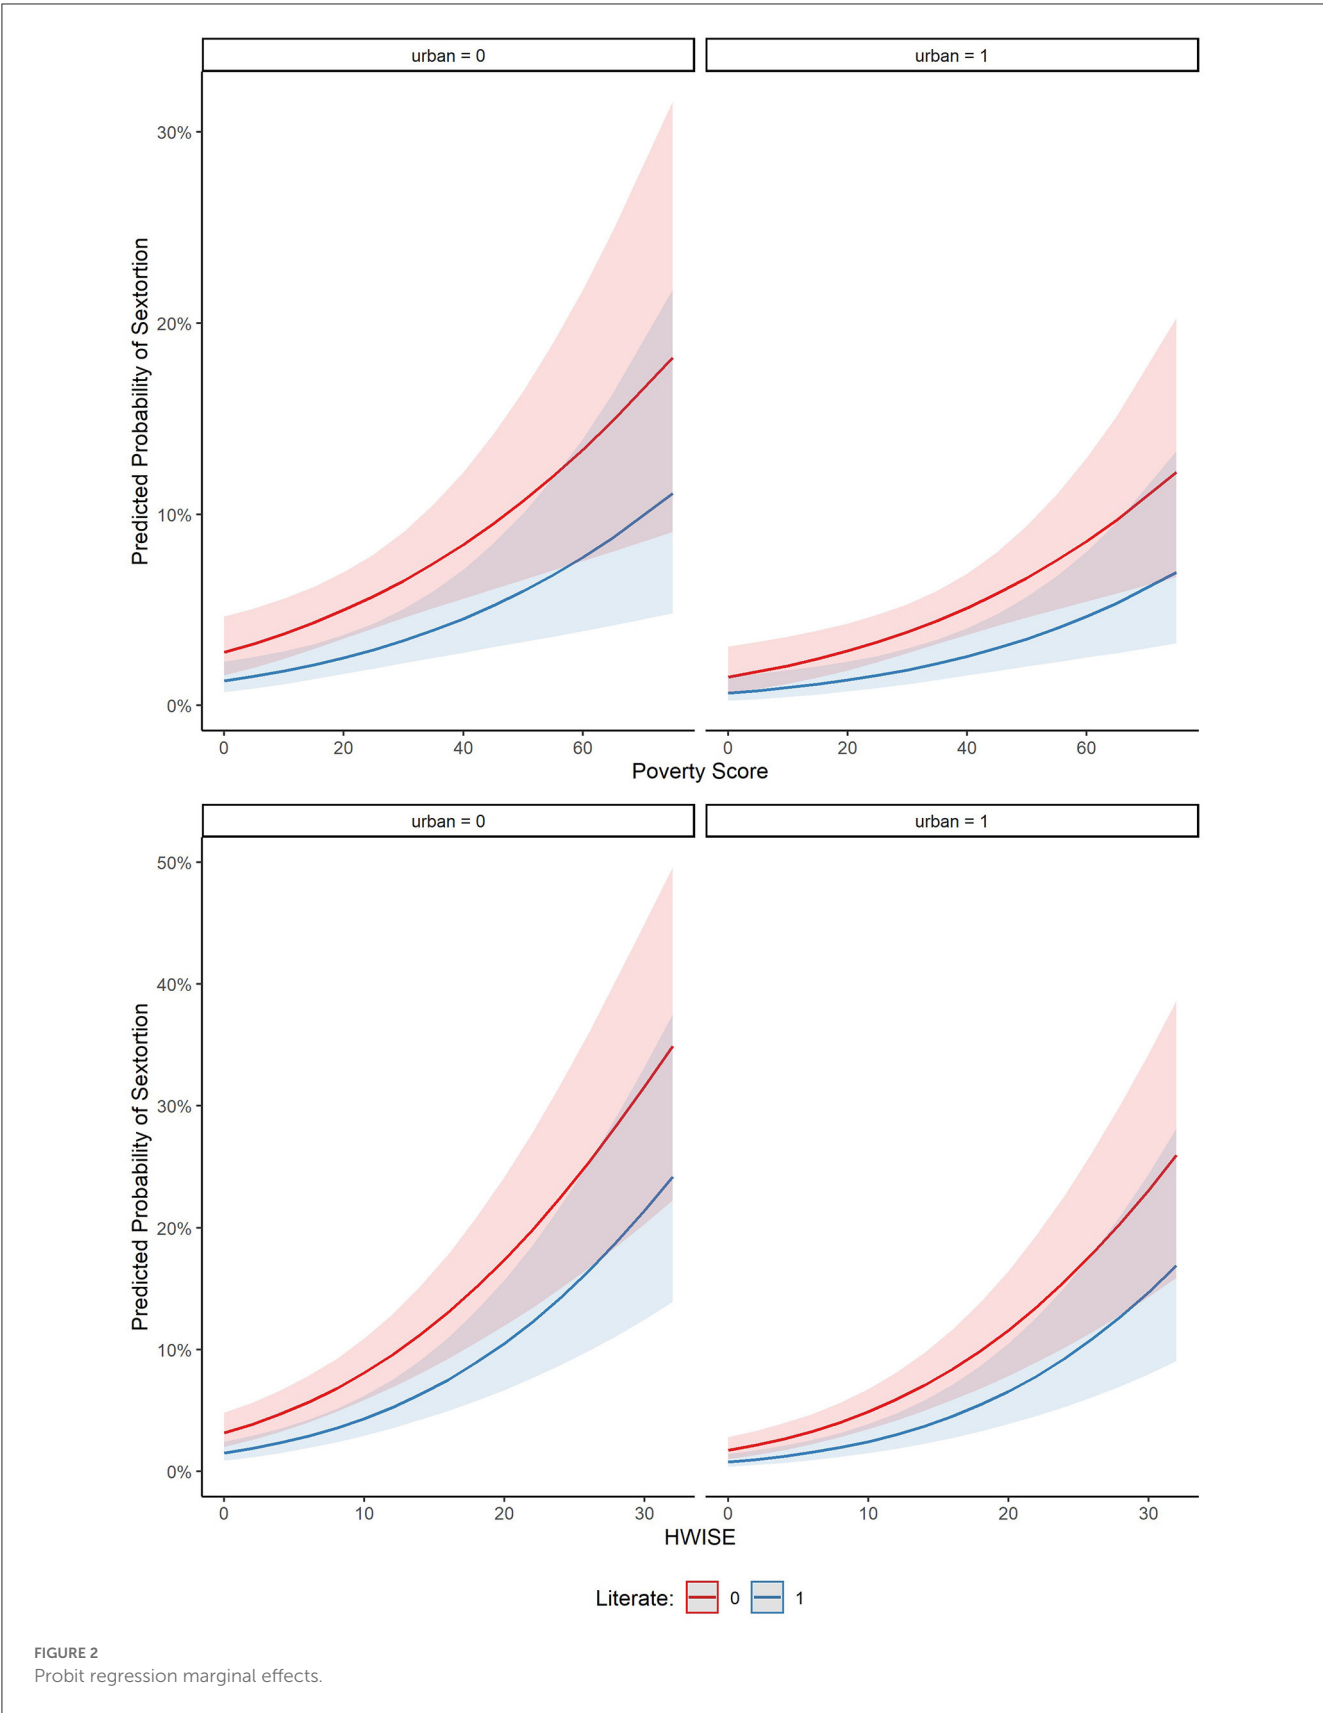 urban = 0
urban = 1
Predicted Probability of Sextortion
30%
20%
10%
0%
0 20 40 60
0 20 40 60
Poverty Score
urban = 0
urban = 1
Predicted Probability of Sextortion
50%
40%
30%
20%
10%
0%
0 10 20 30
0 10 20 30
HWISE
Literate: 0 1
FIGURE 2
Probit regression marginal effects.